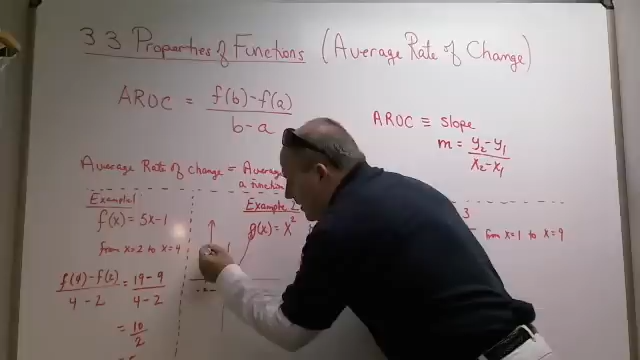 3.3 Properties of Functions (Average Rate of Change)
AROC = f(b)-f(a)
b-a
AROC ≡ slope
m = y2-y1
x2-x1
Average Rate of change = Average
a function
Example 1
f(x) = 5x-1
from x=2 to x=4
f(4)-f(2) = 19-9
4-2 4-2
= 10
2
Example 2
g(x) = x²
3
from x=1 to x=9